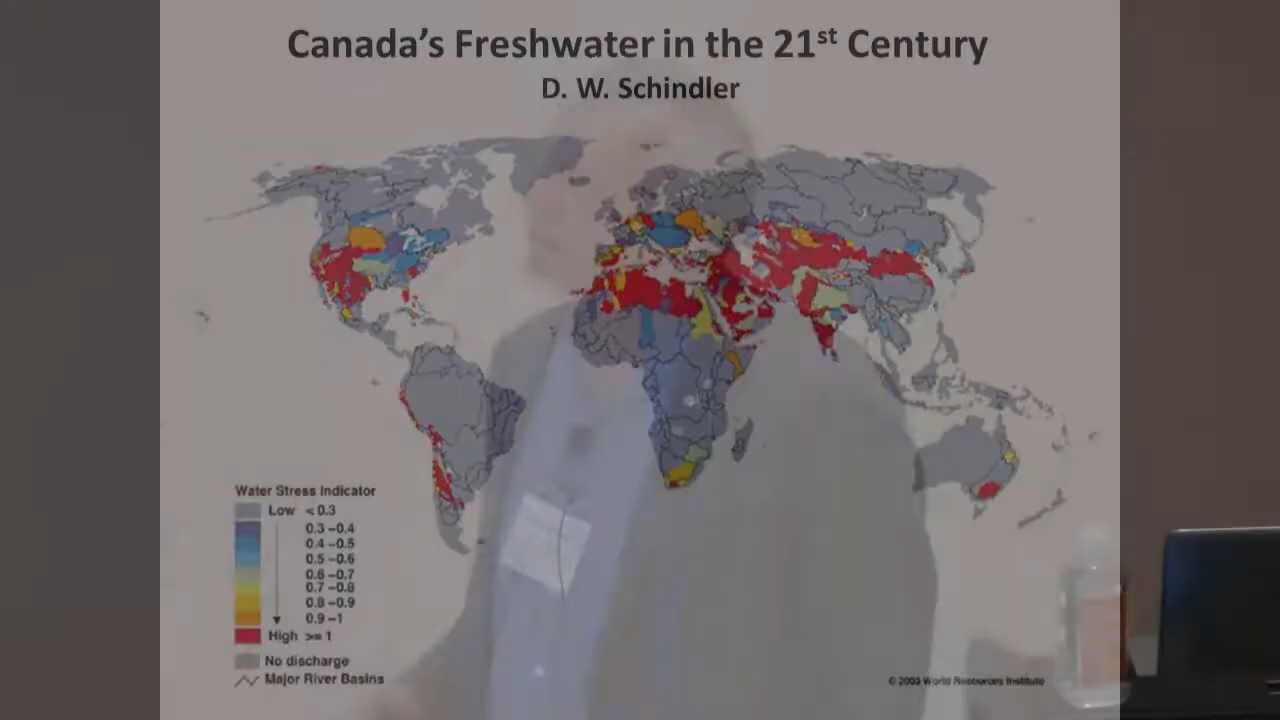 Canada's Freshwater in the 21st Century
D. W. Schindler
Water Stress Indicator
Low < 0.3
0.3 –0.4
0.4 –0.5
0.5 –0.6
0.6 –0.7
0.7 –0.8
0.8 –0.9
0.9 –1
High >= 1
No discharge
Major River Basins
© 2003 World Resources Institute